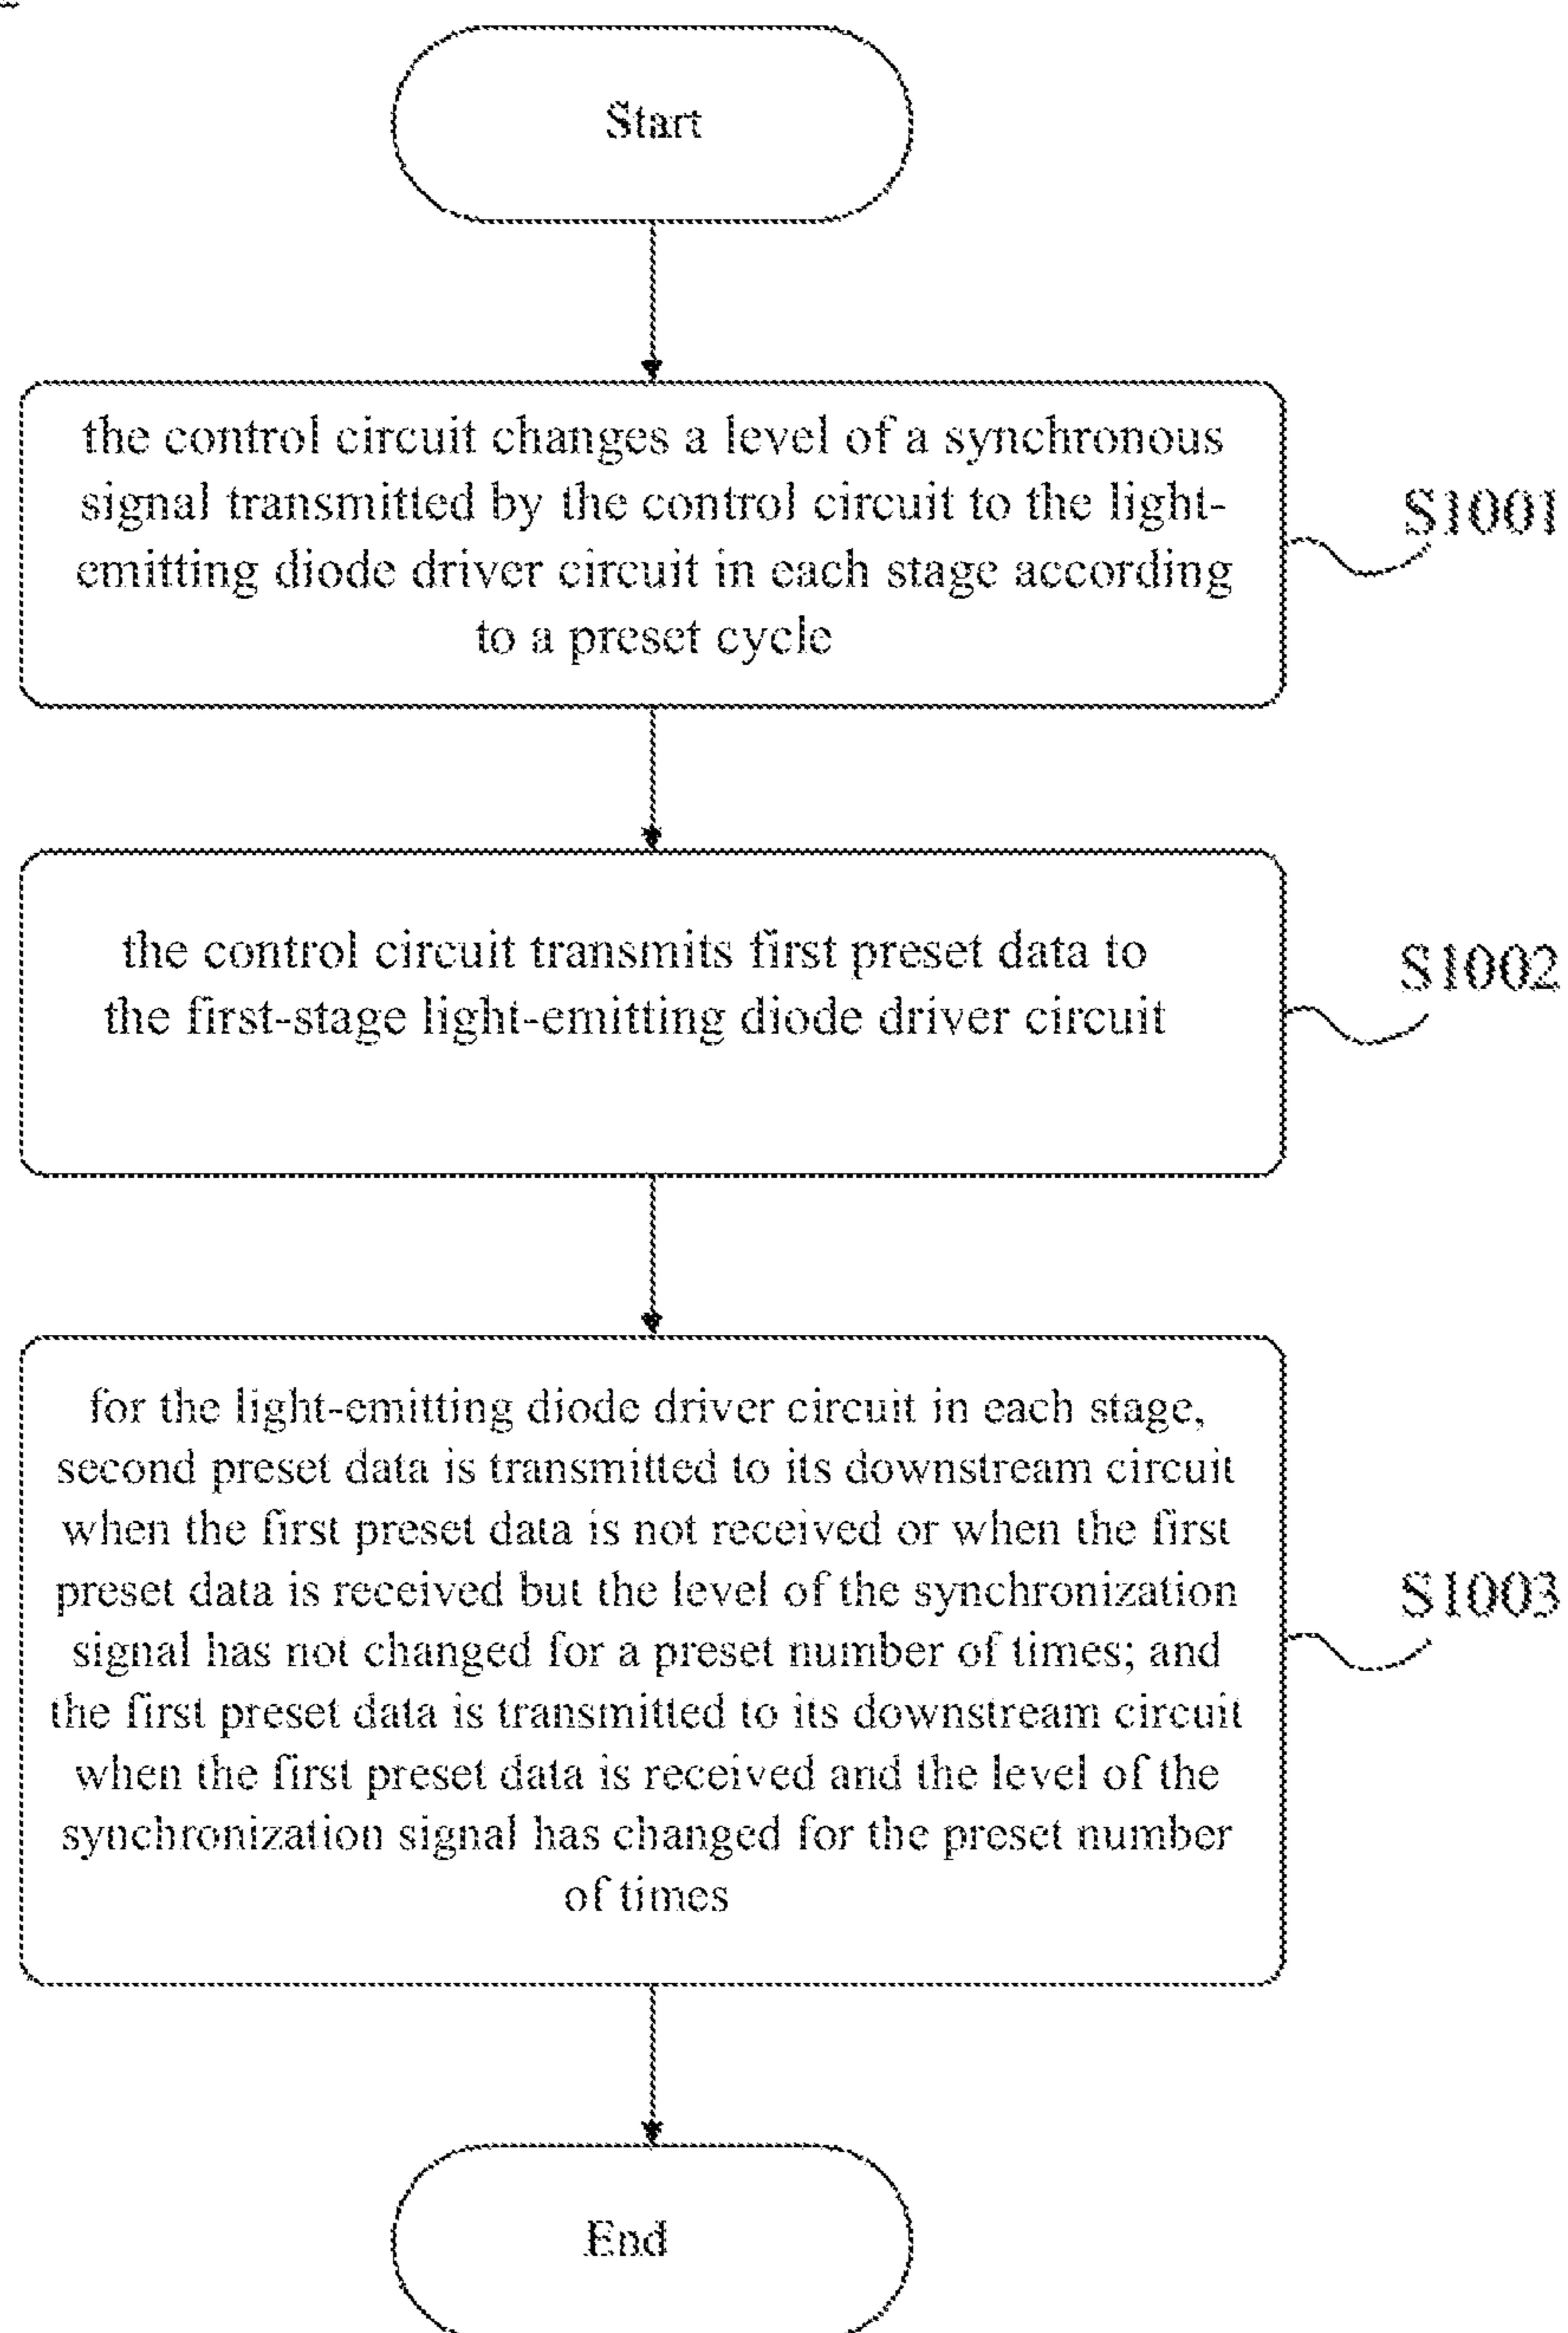 Start
the control circuit changes a level of a synchronous
signal transmitted by the control circuit to the light-
emitting diode driver circuit in each stage according
to a preset cycle
S1001
the control circuit transmits first preset data to
the first-stage light-emitting diode driver circuit
S1002
for the light-emitting diode driver circuit in each stage,
second preset data is transmitted to its downstream circuit
when the first preset data is not received or when the first
preset data is received but the level of the synchronization
signal has not changed for a preset number of times; and
the first preset data is transmitted to its downstream circuit
when the first preset data is received and the level of the
synchronization signal has changed for the preset number
of times
S1003
End